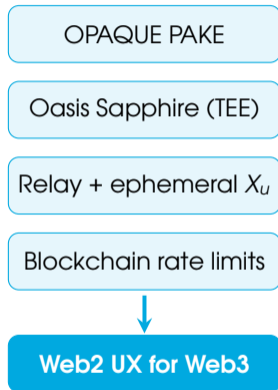 OPAQUE PAKE
Oasis Sapphire (TEE)
Relay + ephemeral Xᵤ
Blockchain rate limits
Web2 UX for Web3